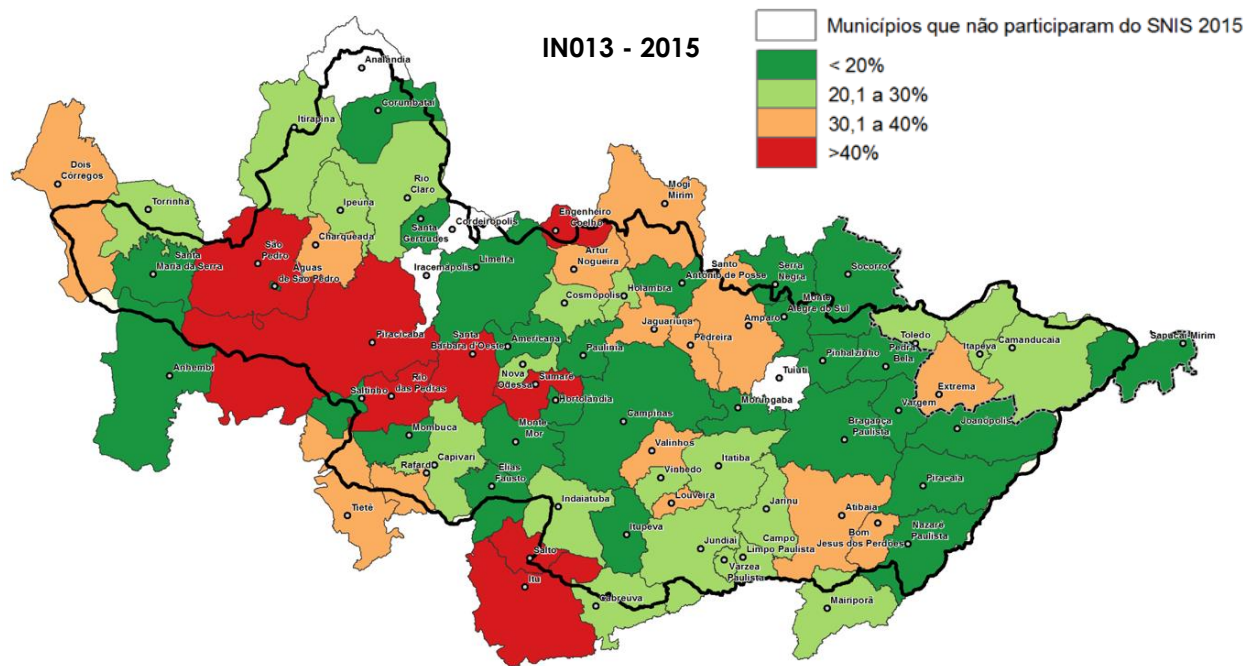 IN013 - 2015
Municípios que não participaram do SNIS 2015
< 20%
20,1 a 30%
30,1 a 40%
>40%
Analândia
Corumbataí
Itirapina
Dois
Córregos
Torrinha
Rio
Claro
Ipeúna
Santa
Gertrudes
Cordeirópolis
Engenheiro
Coelho
Mogi
Mirim
São
Pedro
Charqueada
Águas
de São Pedro
Santa
Maria da Serra
Iracemápolis
Limeira
Artur
Nogueira
Holambra
Cosmópolis
Santo
Antônio de Posse
Serra
Negra
Socorro
Monte
Alegre do Sul
Amparo
Jaguariúna
Pedreira
Piracicaba
Santa
Bárbara d'Oeste
Americana
Paulínia
Nova
Odessa
Sumaré
Hortolândia
Anhembi
Saltinho
Rio
das Pedras
Tuiuti
Pinhalzinho
Pedra
Bela
Toledo
Itapeva
Camanducaia
Sapucaí-Mirim
Extrema
Vargem
Morungaba
Campinas
Bragança
Paulista
Joanópolis
Mombuca
Monte
Mor
Rafard
Capivari
Elias
Fausto
Valinhos
Vinhedo
Itatiba
Louveira
Piracaia
Tietê
Indaiatuba
Itupeva
Jarinu
Atibaia
Bom
Jesus dos Perdões
Nazaré
Paulista
Jundiaí
Campo
Limpo Paulista
Várzea
Paulista
Salto
Itu
Cabreúva
Mairiporã